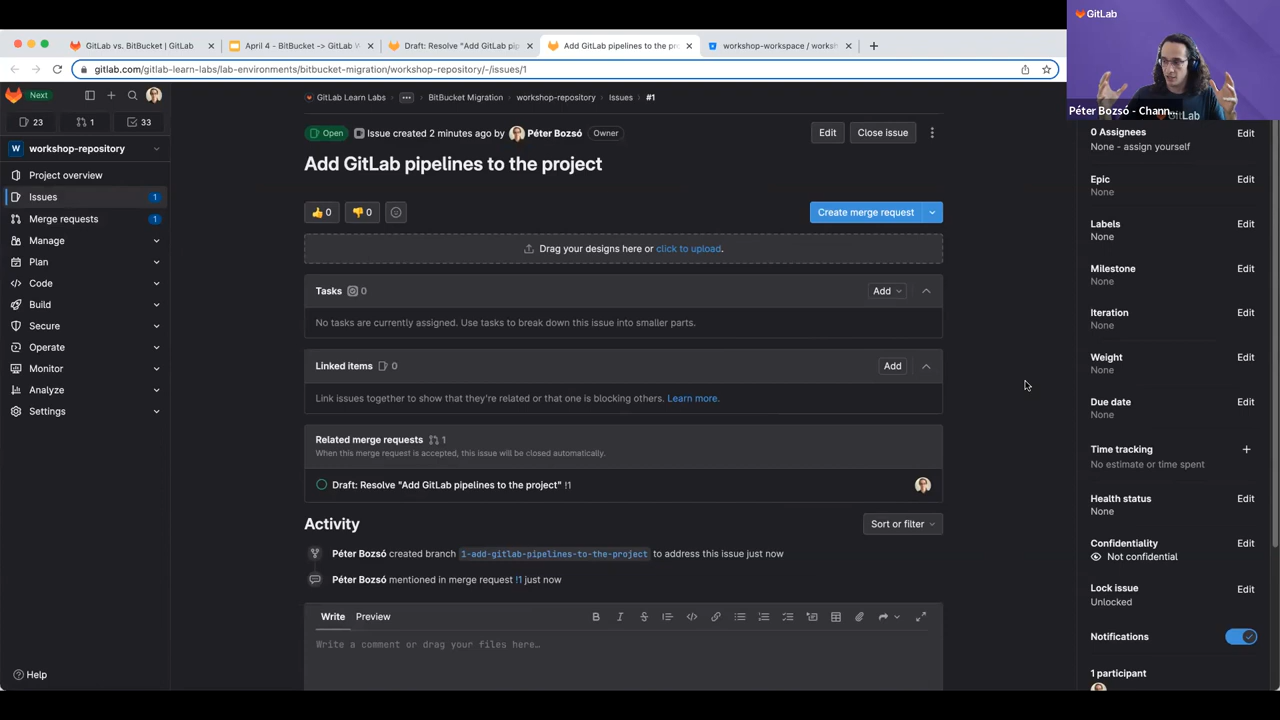 GitLab vs. BitBucket | GitLab
April 4 - BitBucket -> GitLab W
Draft: Resolve "Add GitLab pip
Add GitLab pipelines to the pro
workshop-workspace / worksh
gitlab.com/gitlab-learn-labs/lab-environments/bitbucket-migration/workshop-repository/-/issues/1
GitLab
Péter Bozsó - Chann...
GitLab
Next
23
1
33
W
workshop-repository
Project overview
Issues
1
Merge requests
1
Manage
Plan
Code
Build
Secure
Operate
Monitor
Analyze
Settings
Help
GitLab Learn Labs
BitBucket Migration
workshop-repository
Issues
#1
Open
Issue created 2 minutes ago by Péter Bozsó Owner
Edit
Close issue
Add GitLab pipelines to the project
0
0
Create merge request
Drag your designs here or click to upload.
Tasks 0
Add
No tasks are currently assigned. Use tasks to break down this issue into smaller parts.
Linked items 0
Add
Link issues together to show that they're related or that one is blocking others. Learn more.
Related merge requests 1
When this merge request is accepted, this issue will be closed automatically.
Draft: Resolve "Add GitLab pipelines to the project" !1
Activity
Sort or filter
Péter Bozsó created branch 1-add-gitlab-pipelines-to-the-project to address this issue just now
Péter Bozsó mentioned in merge request !1 just now
Write
Preview
B
I
S
Write a comment or drag your files here...
0 Assignees
Edit
None - assign yourself
Epic
Edit
None
Labels
Edit
None
Milestone
Edit
None
Iteration
Edit
None
Weight
Edit
None
Due date
Edit
None
Time tracking
+
No estimate or time spent
Health status
Edit
None
Confidentiality
Edit
Not confidential
Lock issue
Edit
Unlocked
Notifications
1 participant